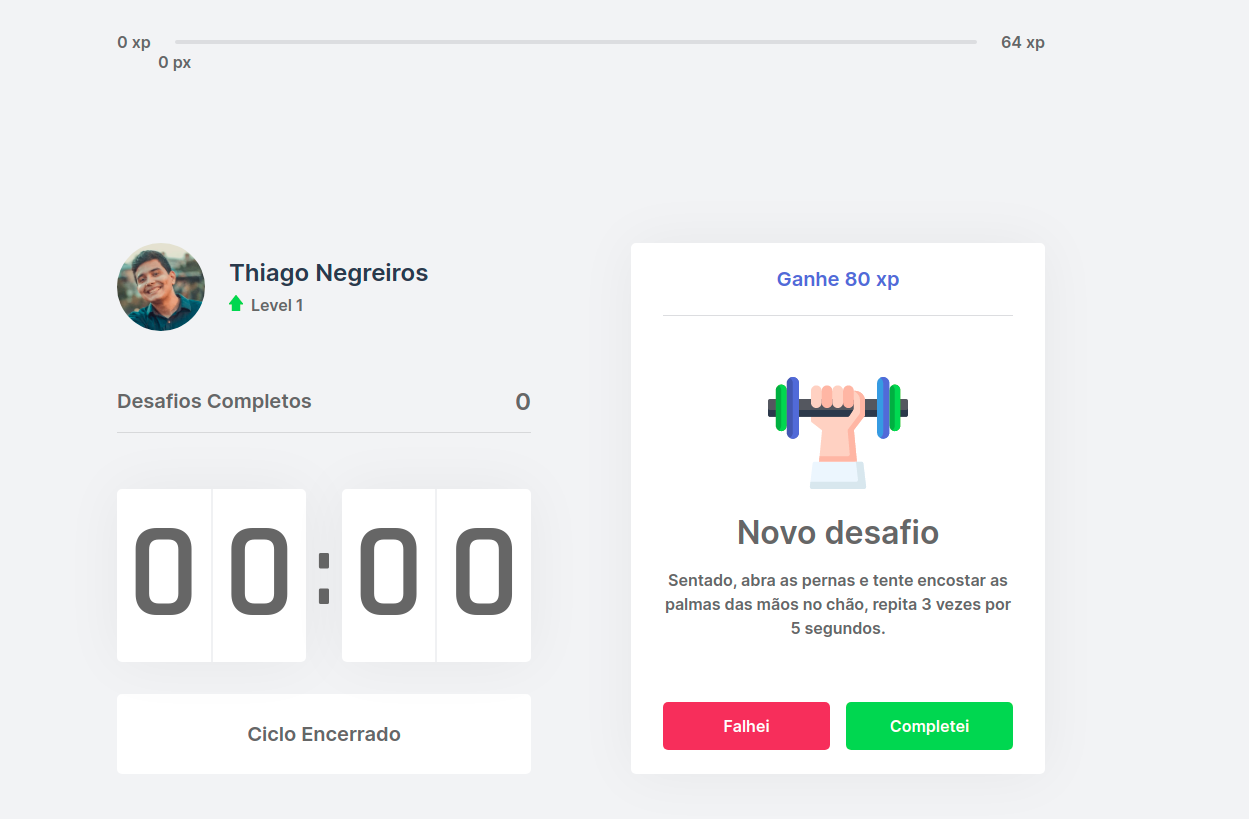 0 xp
64 xp
0 px
Thiago Negreiros
Level 1
Desafios Completos
0
00:00
Ciclo Encerrado
Ganhe 80 xp
Novo desafio
Sentado, abra as pernas e tente encostar as
palmas das mãos no chão, repita 3 vezes por
5 segundos.
Falhei
Completei